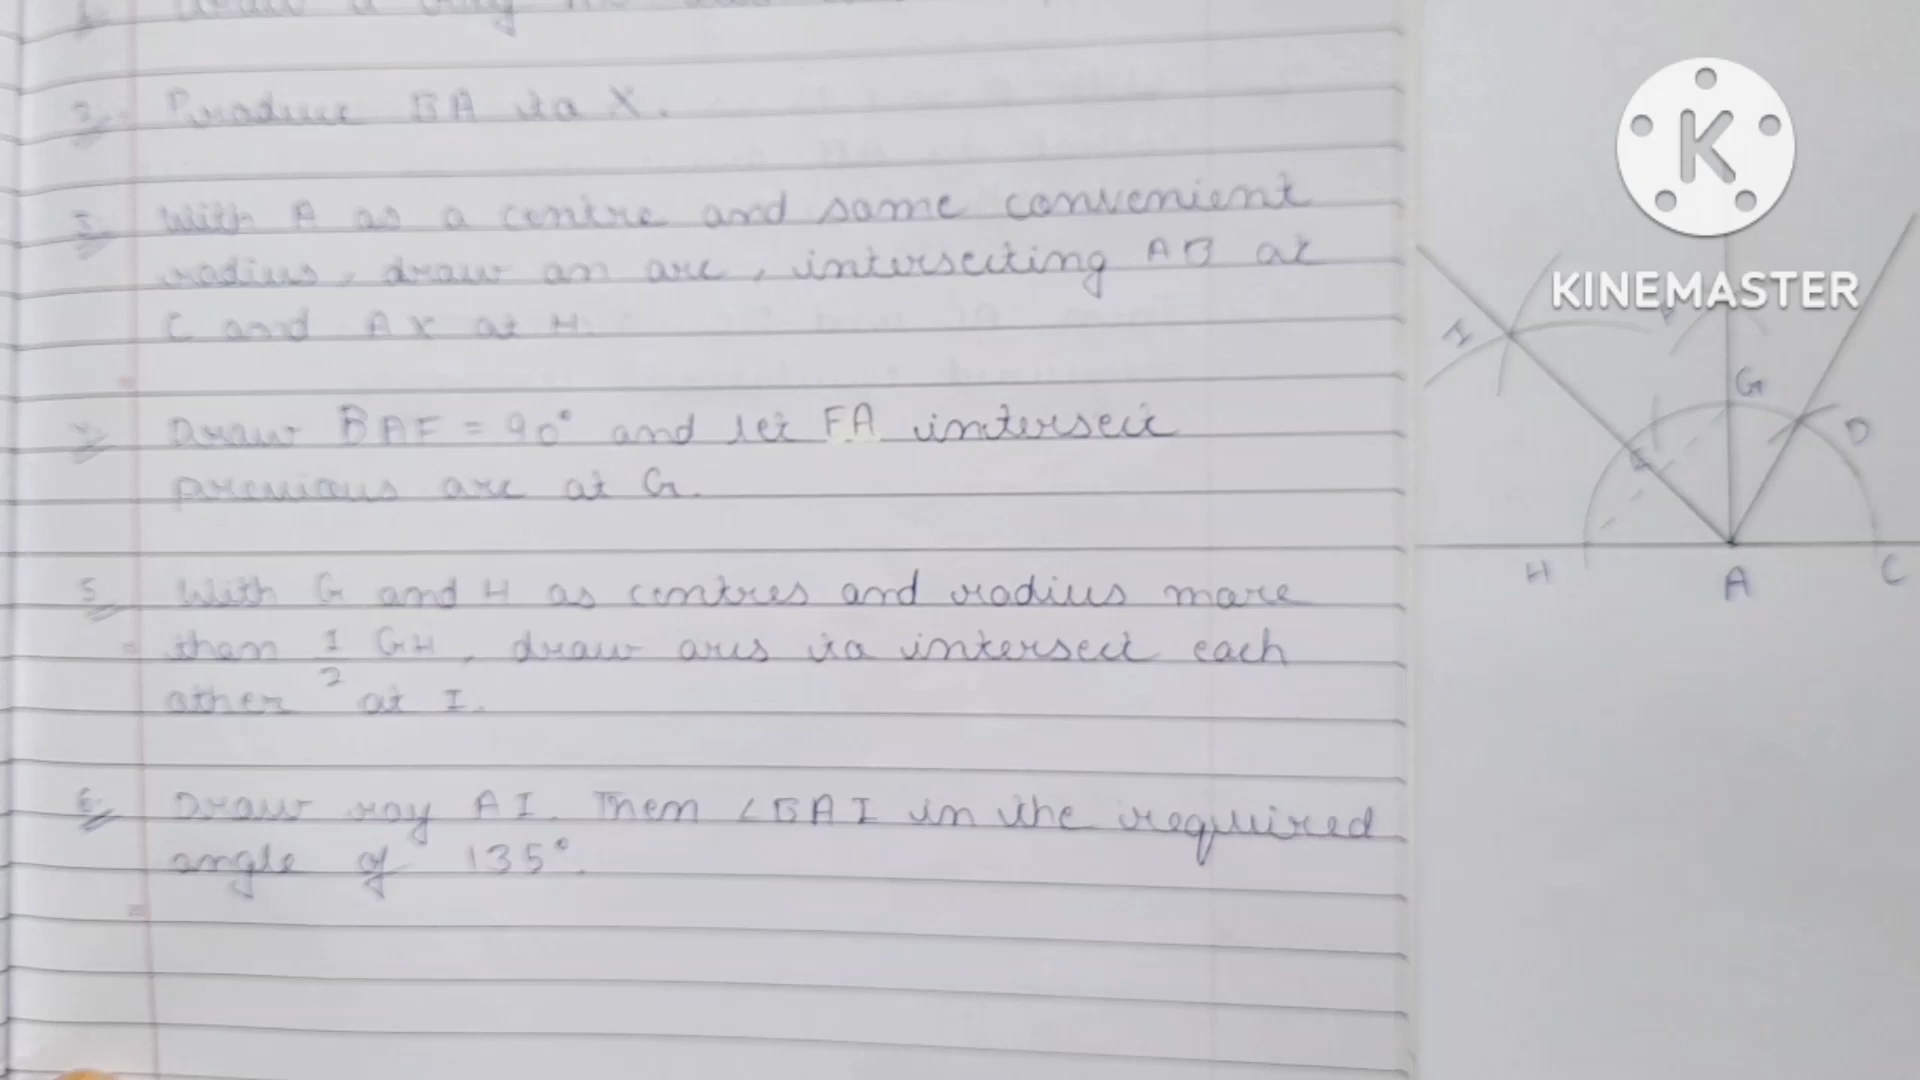 2. Produce BA to X.
3. With A as a centre and some convenient
radius, draw an arc, intersecting AB at
C and AX at H.
4. Draw BAF = 90° and let FA intersect
previous arc at G.
5. With G and H as centres and radius more
than 1/2 GH, draw arcs to intersect each
other at I.
6. Draw ray AI. Then ∠BAI in the required
angle of 135°.
K
KINEMASTER
I
G
D
H
A
C